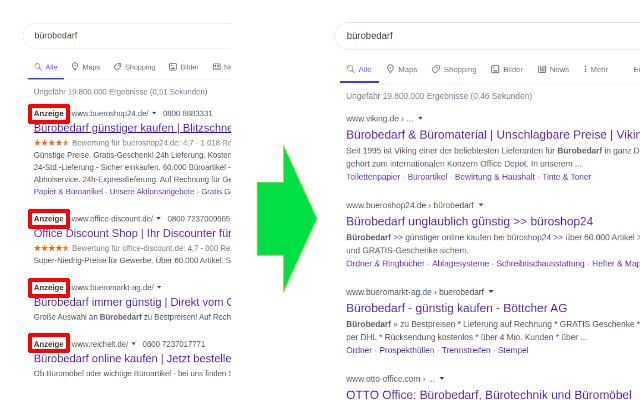 bürobedarf
Alle Maps Shopping Bilder
Ungefähr 19.800.000 Ergebnisse (0,51 Sekunden)
Anzeige www.bueroshop24.de/ 0800 8883331
Bürobedarf günstiger kaufen | Blitzschne
Bewertung für bueroshop24.de: 4,7 - 1.018 Re
Günstige Preise. Gratis-Geschenk! 24h Lieferung. Kosten
24-Std.-Lieferung - Sicher einkaufen. 60.000 Büroartikel -
Abholservice. 24h-Expresslieferung. Auf Rechnung für Ge
Papier & Büroartikel · Unsere Aktionsangebote · Gratis G
Anzeige www.office-discount.de/ 0800 7237009565
Office Discount Shop | Ihr Discounter für
Bewertung für office-discount.de: 4,7 - 800 Re
Super-Niedrig-Preise für Gewerbe. Über 60.000 Artikel. S
Anzeige www.bueromarkt-ag.de/
Bürobedarf immer günstig | Direkt vom
Große Auswahl an Bürobedarf zu Bestpreisen! Auf Rech
Anzeige www.reichelt.de/ 0800 7237017771
Bürobedarf online kaufen | Jetzt bestelle
Ob Büromöbel oder wichtige Büroartikel - bei uns finden S
bürobedarf
Alle Maps Shopping Bilder News Mehr
Ungefähr 19.800.000 Ergebnisse (0,46 Sekunden)
www.viking.de › ...
Bürobedarf & Büromaterial | Unschlagbare Preise | Vikin
Seit 1995 ist Viking einer der beliebtesten Lieferanten für Bürobedarf in ganz D
gehört zum internationalen Konzern Office Depot. In unserem ...
Toilettenpapier · Büroartikel · Bewirtung & Haushalt · Tinte & Toner
www.bueroshop24.de › bürobedarf
Bürobedarf unglaublich günstig >> büroshop24
Bürobedarf >> günstiger online kaufen bei büroshop24 >> über 60.000 Artikel >
und GRATIS-Geschenke sichern.
Ordner & Ringbücher · Ablagesysteme · Schreibtischausstattung · Hefter & Map
www.bueromarkt-ag.de › buerobedarf
Bürobedarf - günstig kaufen - Böttcher AG
Bürobedarf » zu Bestpreisen * Lieferung auf Rechnung * GRATIS Geschenke *
per DHL * Rücksendung kostenlos * über 4 Mio. Kunden * über ...
Ordner · Prospekthüllen · Trennstreifen · Stempel
www.otto-office.com › ...
OTTO Office: Bürobedarf, Bürotechnik und Büromöbel